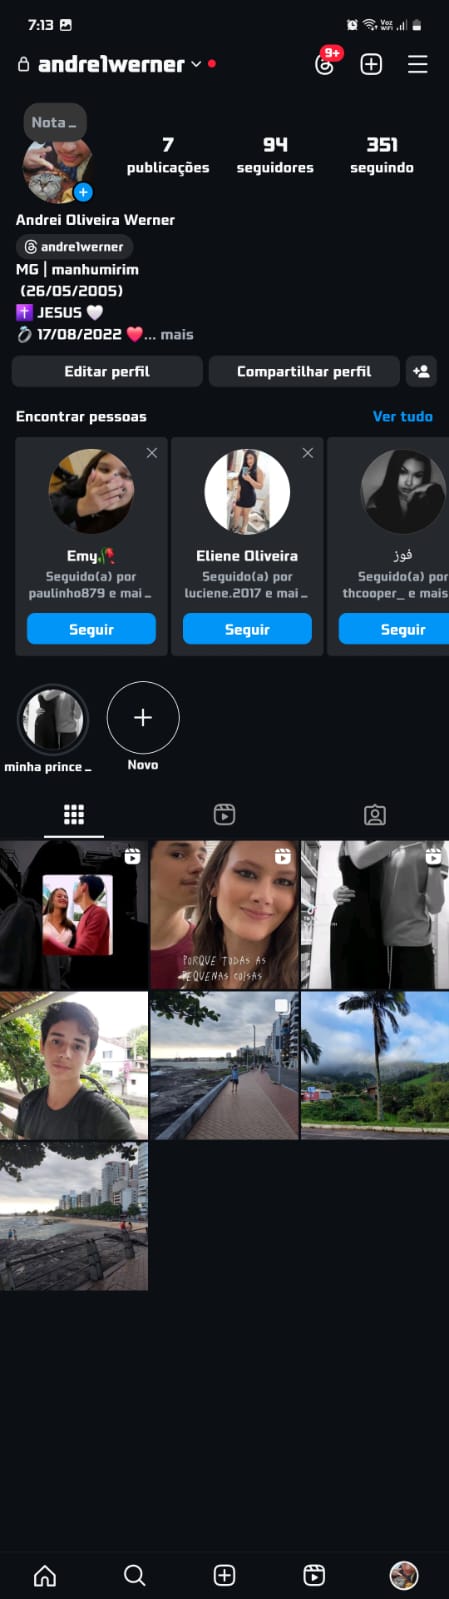 7:13
Voz
WiFi
andre1werner
9+
Nota...
7
publicações
94
seguidores
351
seguindo
Andrei Oliveira Werner
andre1werner
MG | manhumirim
(26/05/2005)
✝️ JESUS 🤍
💍 17/08/2022 ❤️... mais
Editar perfil
Compartilhar perfil
Encontrar pessoas
Ver tudo
Emy🥀
Seguido(a) por
paulinho879 e mai...
Seguir
Eliene Oliveira
Seguido(a) por
luciene.2017 e mai...
Seguir
فوز
Seguido(a) por
thcooper_ e mais
Seguir
minha prince...
Novo
PORQUE TODAS AS
PEQUENAS COISAS